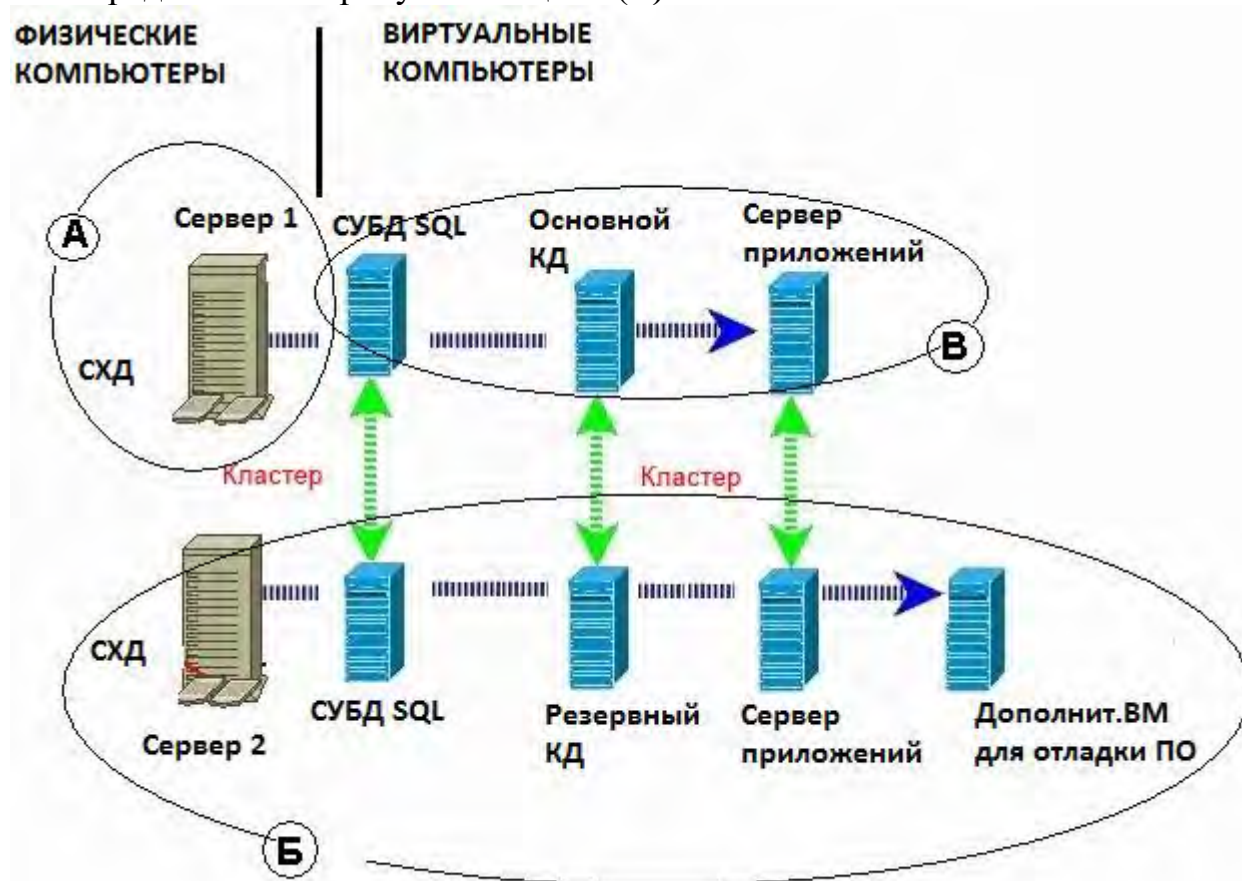 ФИЗИЧЕСКИЕ
КОМПЬЮТЕРЫ
ВИРТУАЛЬНЫЕ
КОМПЬЮТЕРЫ
А
Сервер 1
СУБД SQL
Основной
КД
Сервер
приложений
СХД
В
Кластер
Кластер
СХД
Сервер 2
СУБД SQL
Резервный
КД
Сервер
приложений
Дополнит.ВМ
для отладки ПО
Б